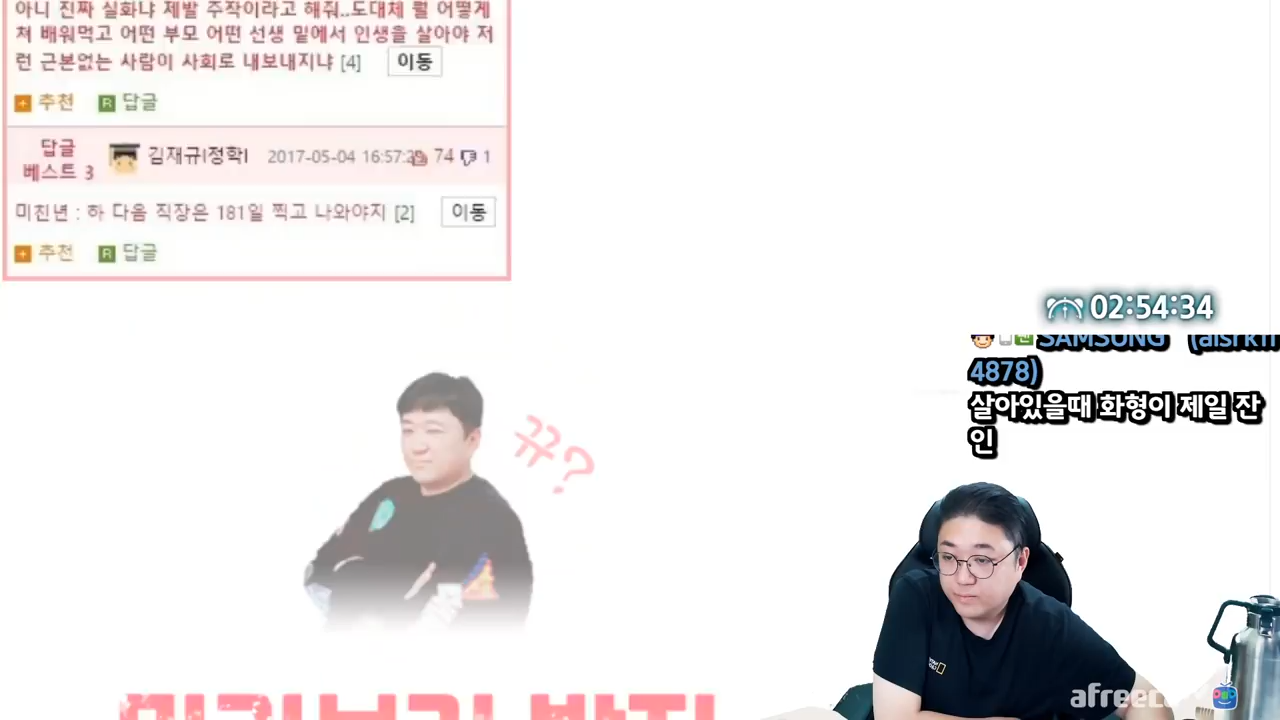 아니 진짜 실화냐 제발 주작이라고 해줘..도대체 뭘 어떻게
쳐 배워먹고 어떤 부모 어떤 선생 밑에서 인생을 살아야 저
런 근본없는 사람이 사회로 내보내지냐 [4] 이동
추천 R 답글
답글
베스트 3
김재규|정학| 2017-05-04 16:57: 74 1
미친년 : 하 다음 직장은 181일 찍고 나와야지 [2] 이동
추천 R 답글
02:54:34
SAMSUNG
4878)
살아있을때 화형이 제일 잔
인
뀨?
afreeca